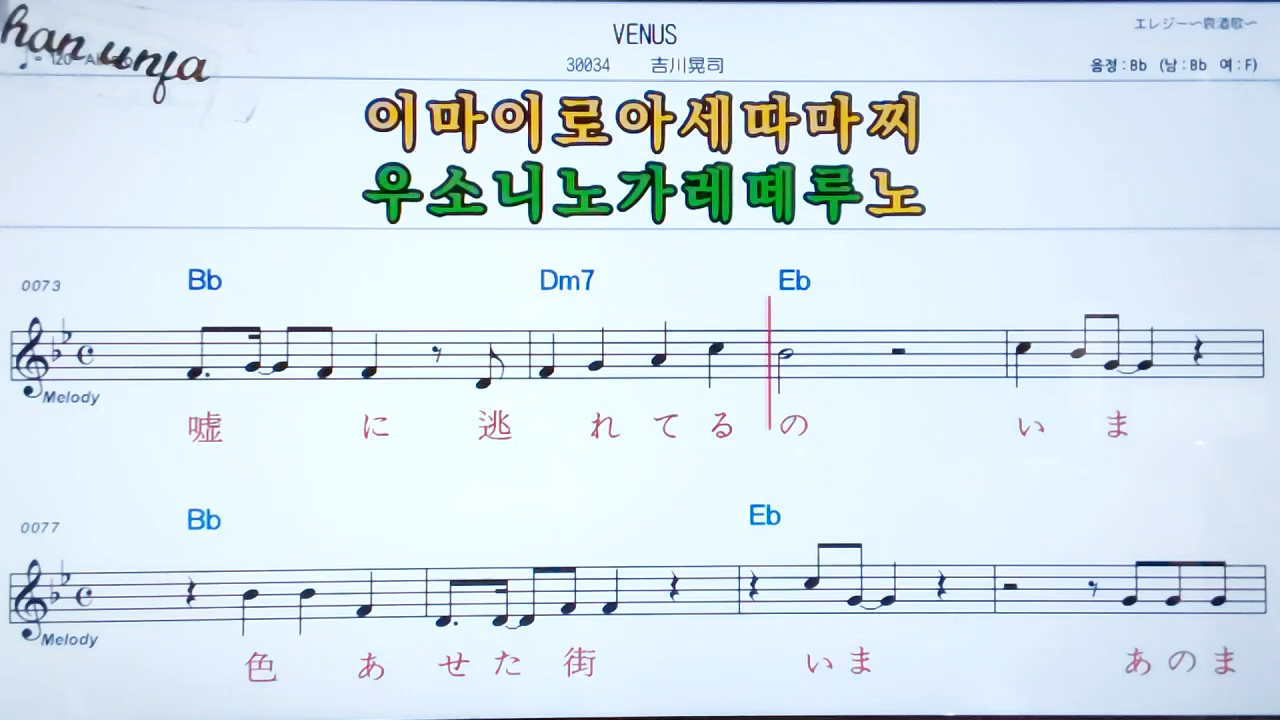 han unfa
VENUS
エレジー〜哀酒歌〜
30034 吉川晃司
음정 : Bb (남 : Bb 여 : F)
이마이로아세따마찌
우소니노가레떼루노
0073
Bb Dm7 Eb
Melody
嘘 に 逃 れ て る の い ま
0077
Bb Eb
Melody
色 あ せ た 街 い ま あ の ま